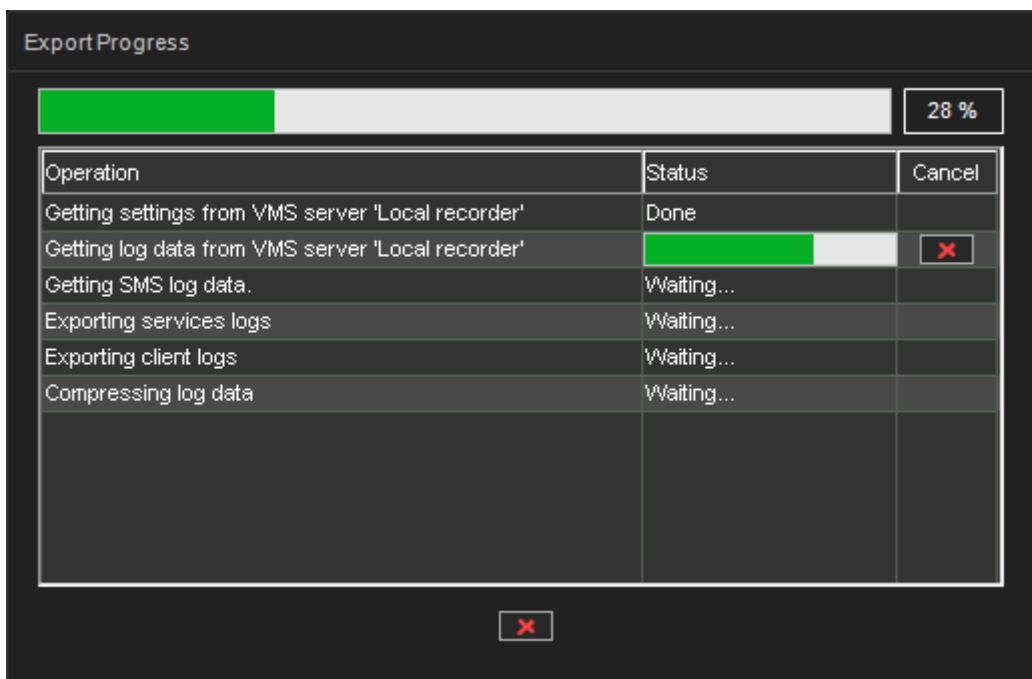 Export Progress
28 %
Operation Status Cancel
Getting settings from VMS server 'Local recorder' Done
Getting log data from VMS server 'Local recorder'
Getting SMS log data. Waiting...
Exporting services logs Waiting...
Exporting client logs Waiting...
Compressing log data Waiting...